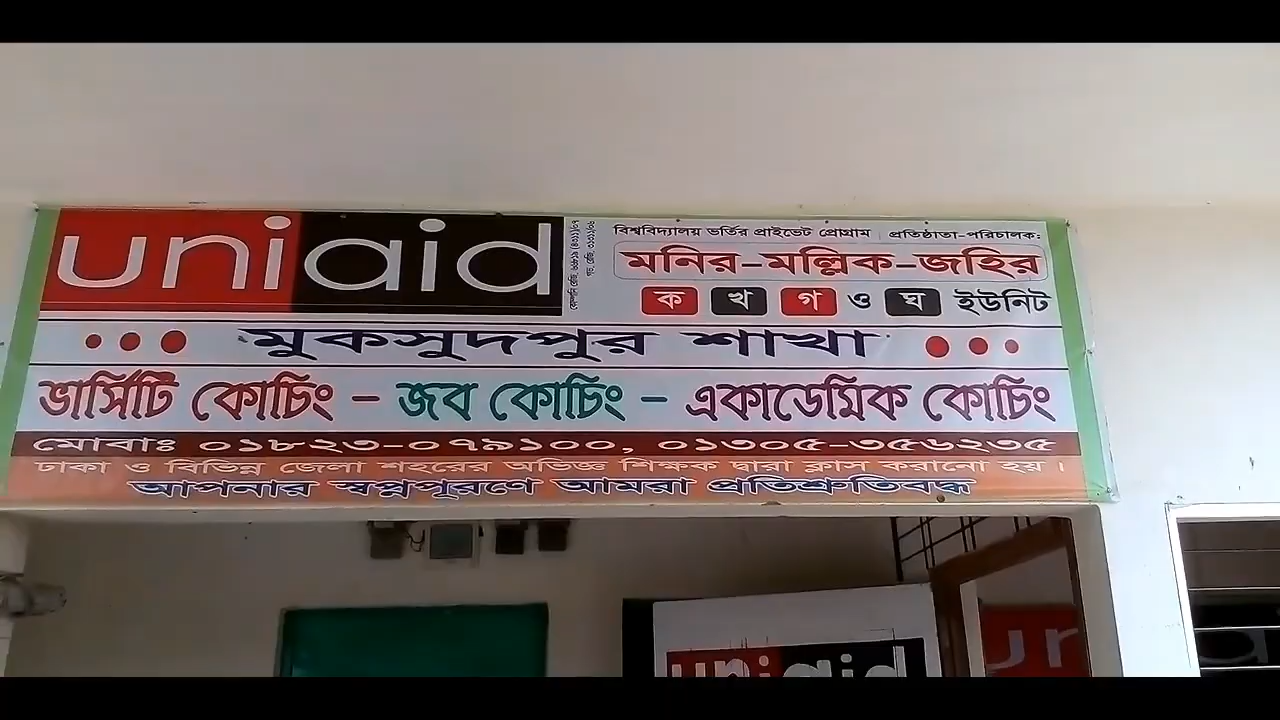 uniaid
বিশ্ববিদ্যালয় ভর্তির প্রাইভেট প্রোগ্রাম | প্রতিষ্ঠাতা-পরিচালক:
মনির-মল্লিক-জহির
ক খ গ ও ঘ ইউনিট
মুকসুদপুর শাখা
ভার্সিটি কোচিং - জব কোচিং - একাডেমিক কোচিং
মোবাঃ ০১৮২৩-০৭৯১০০, ০১৩০৫-৩৫৬২৩৫
ঢাকা ও বিভিন্ন জেলা শহরের অভিজ্ঞ শিক্ষক দ্বারা ক্লাস করানো হয়।
আপনার স্বপ্নপূরণে আমরা প্রতিশ্রুতিবদ্ধ
uniaid